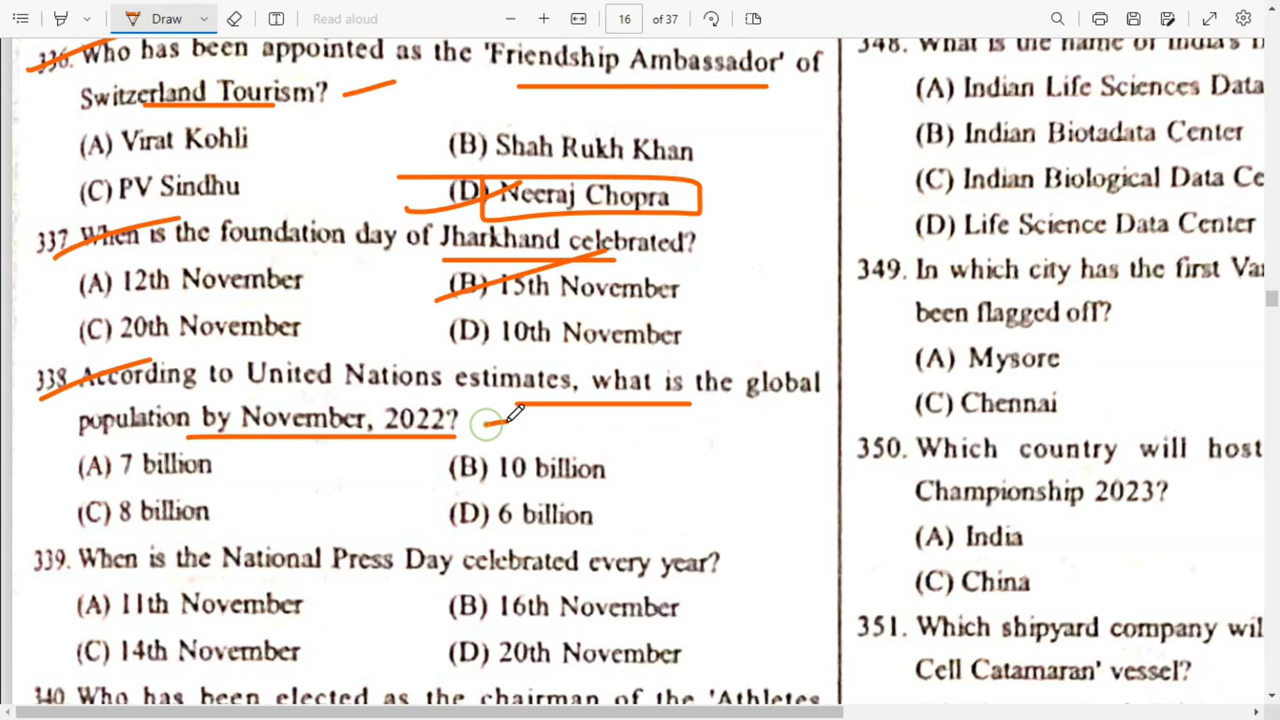 Draw
Read aloud
16 of 37
336. Who has been appointed as the 'Friendship Ambassador' of
Switzerland Tourism?
(A) Virat Kohli (B) Shah Rukh Khan
(C) PV Sindhu (D) Neeraj Chopra
337. When is the foundation day of Jharkhand celebrated?
(A) 12th November (B) 15th November
(C) 20th November (D) 10th November
338. According to United Nations estimates, what is the global
population by November, 2022?
(A) 7 billion (B) 10 billion
(C) 8 billion (D) 6 billion
339. When is the National Press Day celebrated every year?
(A) 11th November (B) 16th November
(C) 14th November (D) 20th November
340 Who has been elected as the chairman of the 'Athletes
348. What is the name of India's
(A) Indian Life Sciences Data
(B) Indian Biotadata Center
(C) Indian Biological Data
(D) Life Science Data Center
349. In which city has the first
been flagged off?
(A) Mysore
(C) Chennai
350. Which country will host
Championship 2023?
(A) India
(C) China
351. Which shipyard company
Cell Catamaran' vessel?